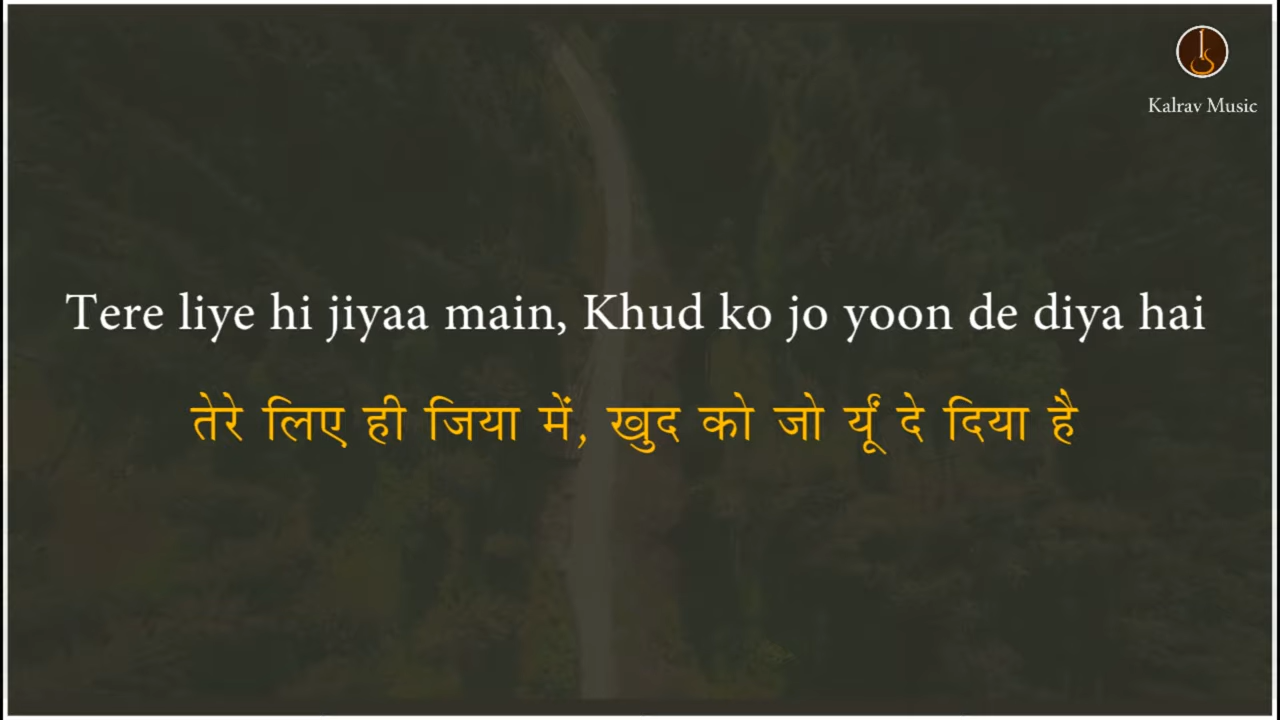 Kalrav Music
Tere liye hi jiyaa main, Khud ko jo yoon de diya hai
तेरे लिए ही जिया में, खुद को जो यूँ दे दिया है